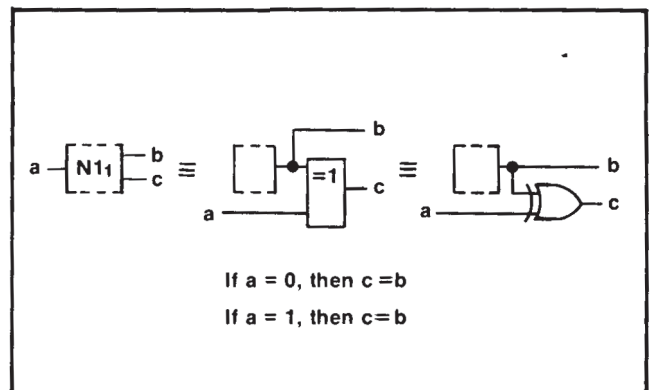 a
N1₁
b
c
≡
b
=1
c
a
≡
b
c
a
If a = 0, then c =b
If a = 1, then c=b